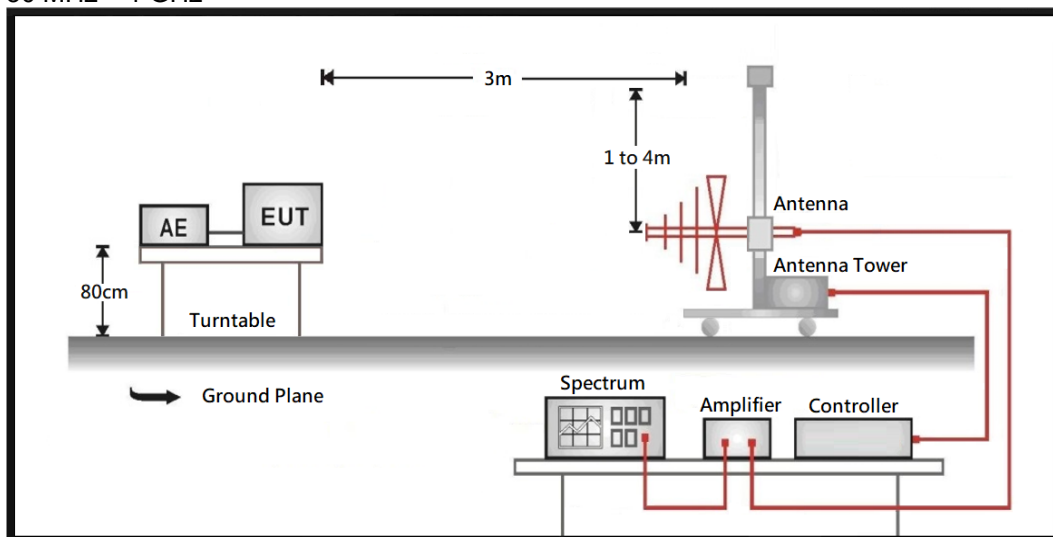 3m
1 to 4m
AE
EUT
Antenna
Antenna Tower
80cm
Turntable
Ground Plane
Spectrum
Amplifier
Controller